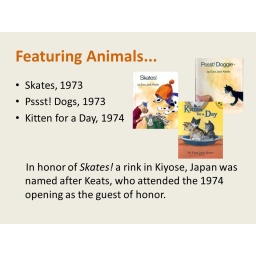 Featuring Animals...
• Skates, 1973
• Pssst! Dogs, 1973
• Kitten for a Day, 1974
Skates!
Pssst! Doggie-
Kitten
for a Day
In honor of Skates! a rink in Kiyose, Japan was
named after Keats, who attended the 1974
opening as the guest of honor.